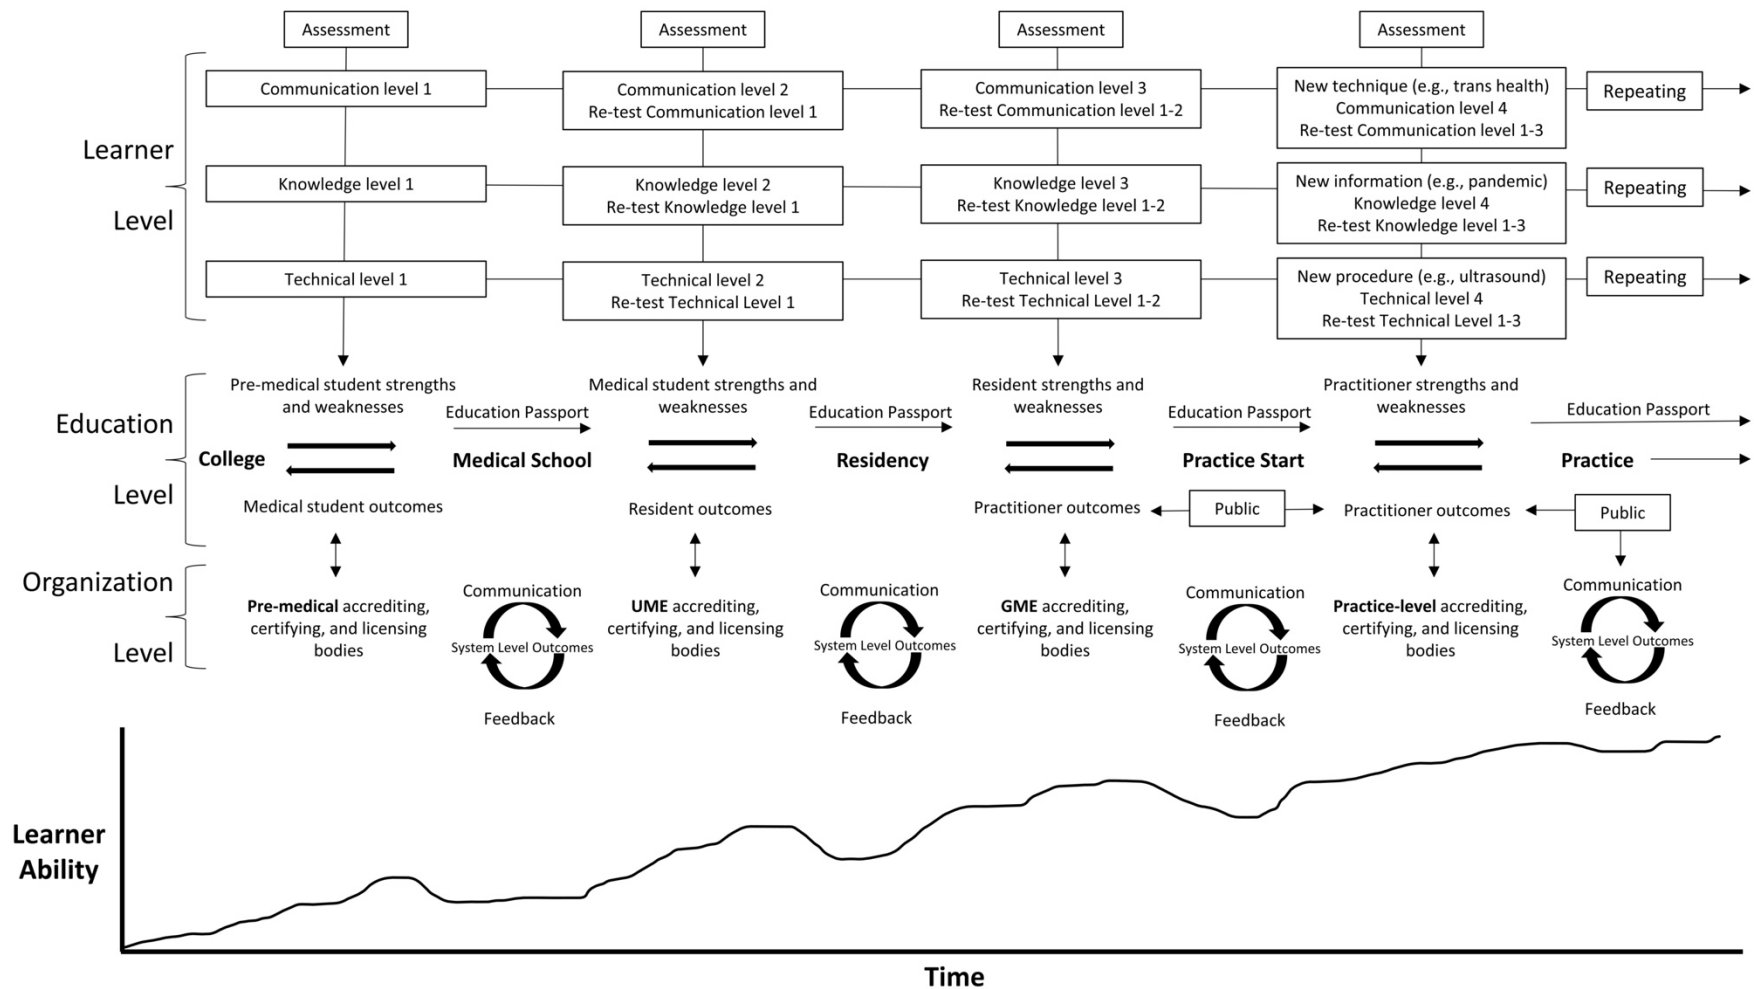 Assessment
Assessment
Assessment
Assessment
Learner
Level
Communication level 1
Communication level 2
Re-test Communication level 1
Communication level 3
Re-test Communication level 1-2
New technique (e.g., trans health)
Communication level 4
Re-test Communication level 1-3
Repeating
Knowledge level 1
Knowledge level 2
Re-test Knowledge level 1
Knowledge level 3
Re-test Knowledge level 1-2
New information (e.g., pandemic)
Knowledge level 4
Re-test Knowledge level 1-3
Repeating
Technical level 1
Technical level 2
Re-test Technical Level 1
Technical level 3
Re-test Technical Level 1-2
New procedure (e.g., ultrasound)
Technical level 4
Re-test Technical Level 1-3
Repeating
Education
Level
Pre-medical student strengths
and weaknesses
Education Passport
Medical student strengths and
weaknesses
Education Passport
Resident strengths and
weaknesses
Education Passport
Practitioner strengths and
weaknesses
Education Passport
College
Medical School
Residency
Practice Start
Practice
Medical student outcomes
Resident outcomes
Practitioner outcomes
Public
Practitioner outcomes
Public
Organization
Level
Pre-medical accrediting,
certifying, and licensing
bodies
Communication
System Level Outcomes
Feedback
UME accrediting,
certifying, and licensing
bodies
Communication
System Level Outcomes
Feedback
GME accrediting,
certifying, and licensing
bodies
Communication
System Level Outcomes
Feedback
Practice-level accrediting,
certifying, and licensing
bodies
Communication
System Level Outcomes
Feedback
Learner
Ability
Time